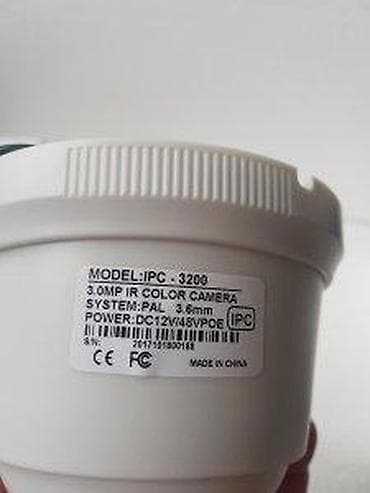 MODEL:IPC - 3200
3.0MP IR COLOR CAMERA
SYSTEM:PAL 3.6mm
POWER:DC12V/48VPOE IPC
S/N: 2017101800188
CE FC MADE IN CHINA